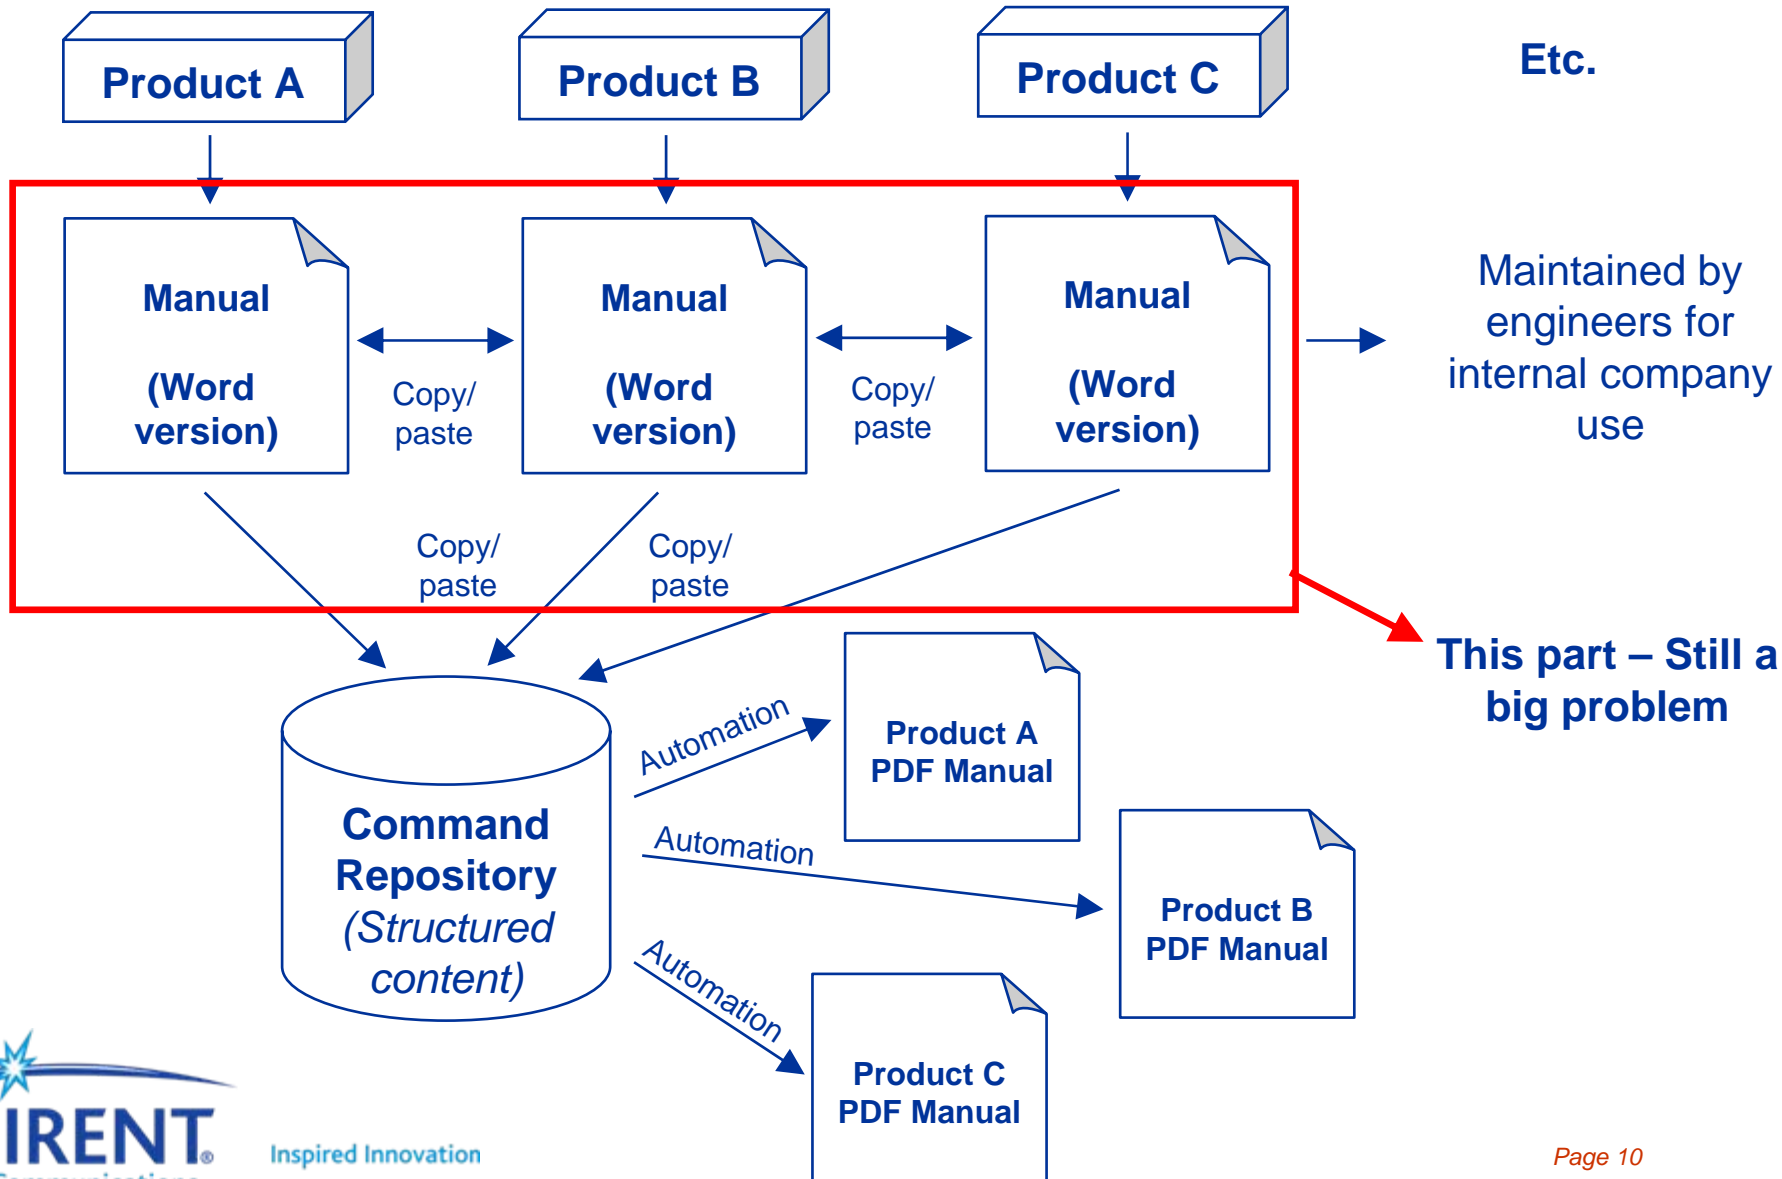 Product A
Product B
Product C
Etc.
Manual
(Word
version)
Copy/
paste
Manual
(Word
version)
Copy/
paste
Manual
(Word
version)
Maintained by
engineers for
internal company
use
Copy/
paste
Copy/
paste
This part – Still a
big problem
Command
Repository
(Structured
content)
Automation
Product A
PDF Manual
Automation
Product B
PDF Manual
Automation
Product C
PDF Manual
IRENT®
Communications
Inspired Innovation
Page 10